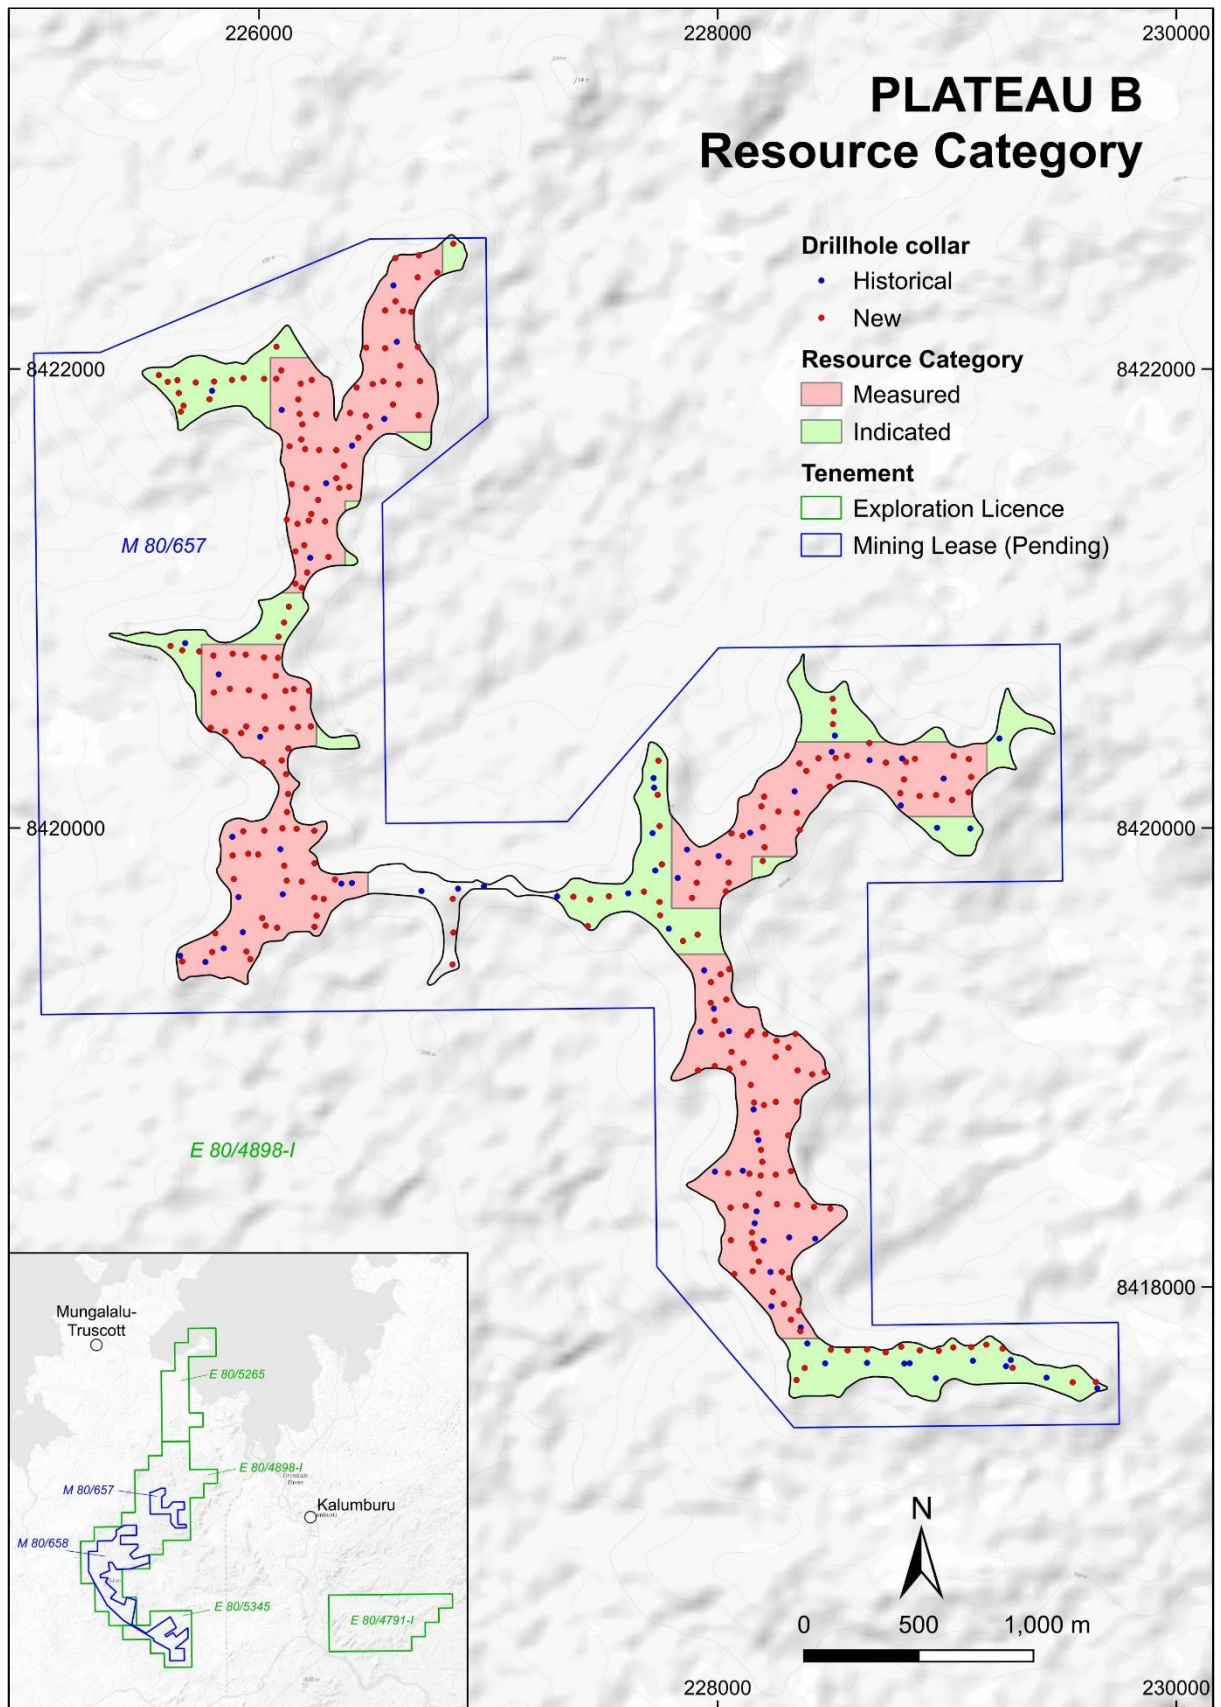 226000
228000
230000
PLATEAU B
Resource Category
Drillhole collar
Historical
New
8422000
8422000
Resource Category
Measured
Indicated
Tenement
Exploration Licence
Mining Lease (Pending)
M 80/657
8420000
8420000
E 80/4898-I
8418000
Mungalalu-
Truscott
E 80/5265
E 80/4898-I
Drysdale
River
M 80/657
Kalumburu
M 80/658
E 80/5345
E 80/4791-I
N
0
500
1,000 m
228000
230000